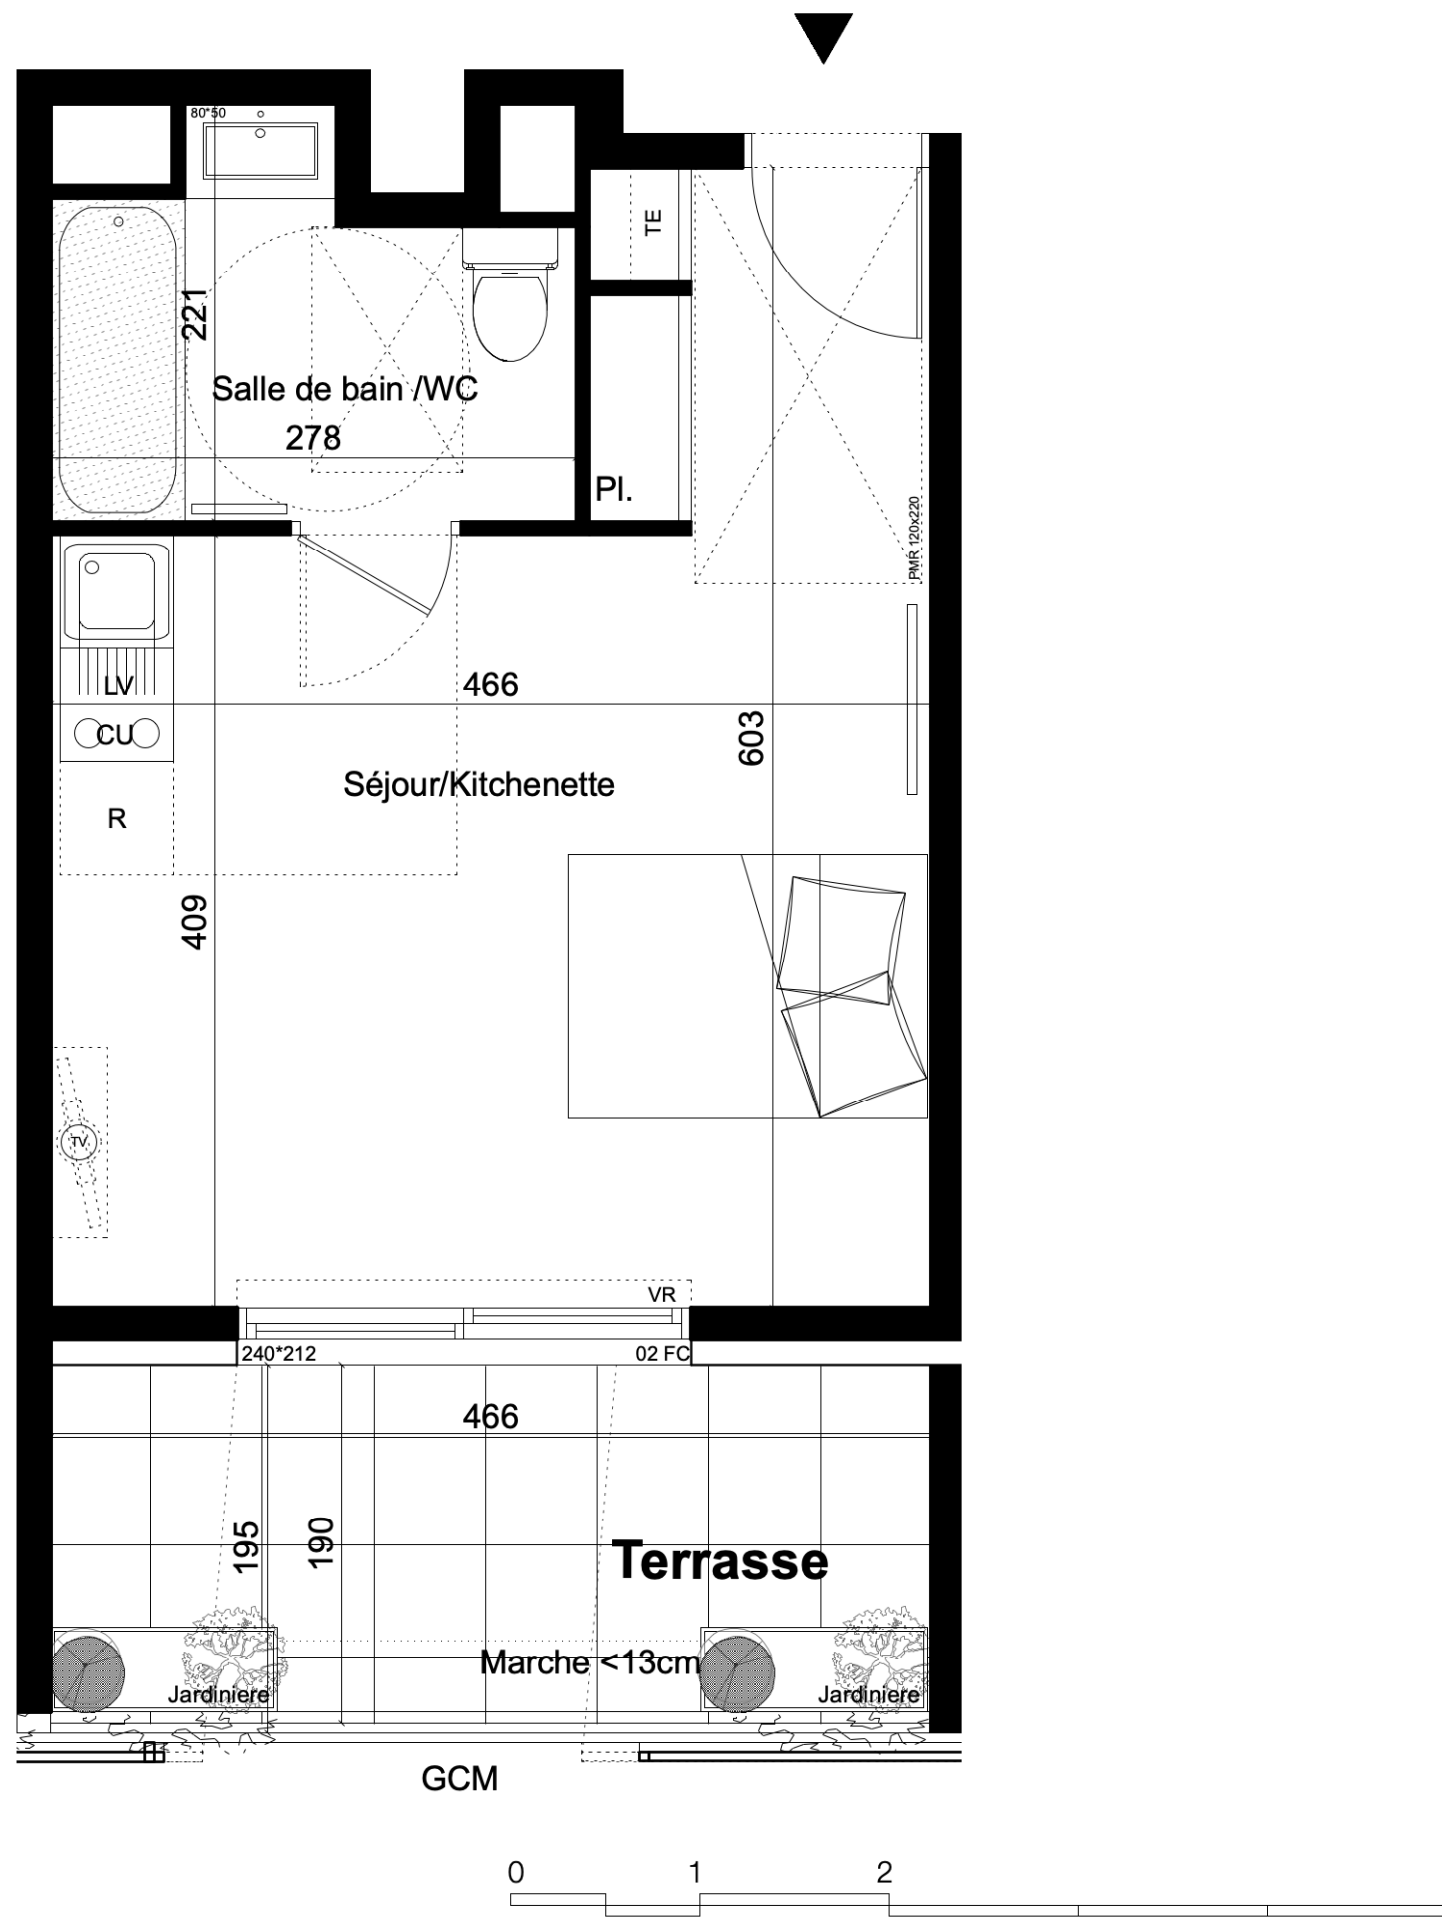 80*50
TE
221
Salle de bain /WC
278
Pl.
PMR 120x220
LV
466
CU
603
Séjour/Kitchenette
R
409
TV
VR
240*212
02 FC
466
195
190
Terrasse
Marche <13cm
Jardiniere
Jardiniere
GCM
0 1 2